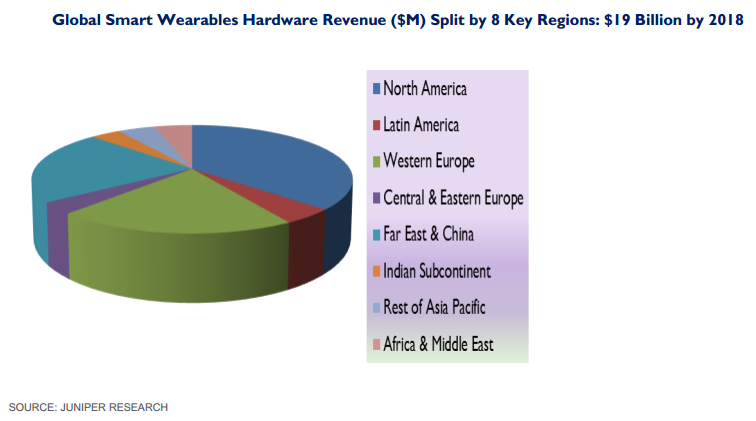 Global Smart Wearables Hardware Revenue ($M) Split by 8 Key Regions: $19 Billion by 2018
North America
Latin America
Western Europe
Central & Eastern Europe
Far East & China
Indian Subcontinent
Rest of Asia Pacific
Africa & Middle East
SOURCE: JUNIPER RESEARCH